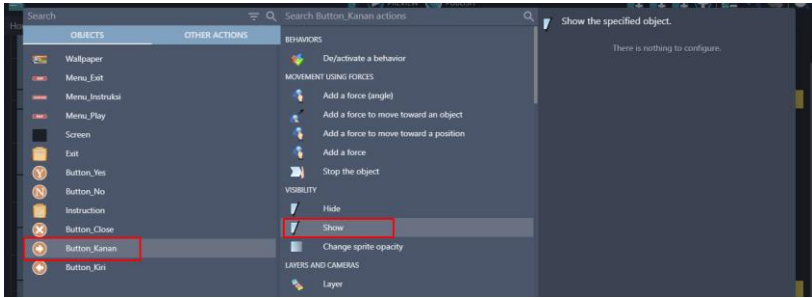 PREVIEW
Search
Search Button_Kanan actions
Show the specified object.
There is nothing to configure.
OBJECTS
OTHER ACTIONS
Wallpaper
Menu_Exit
Menu_Instruksi
Menu_Play
Screen
Exit
Button_Yes
Button_No
Instruction
Button_Close
Button_Kanan
Button_Kiri
BEHAVIORS
De/activate a behavior
MOVEMENT USING FORCES
Add a force (angle)
Add a force to move toward an object
Add a force to move toward a position
Add a force
Stop the object
VISIBILITY
Hide
Show
Change sprite opacity
LAYERS AND CAMERAS
Layer